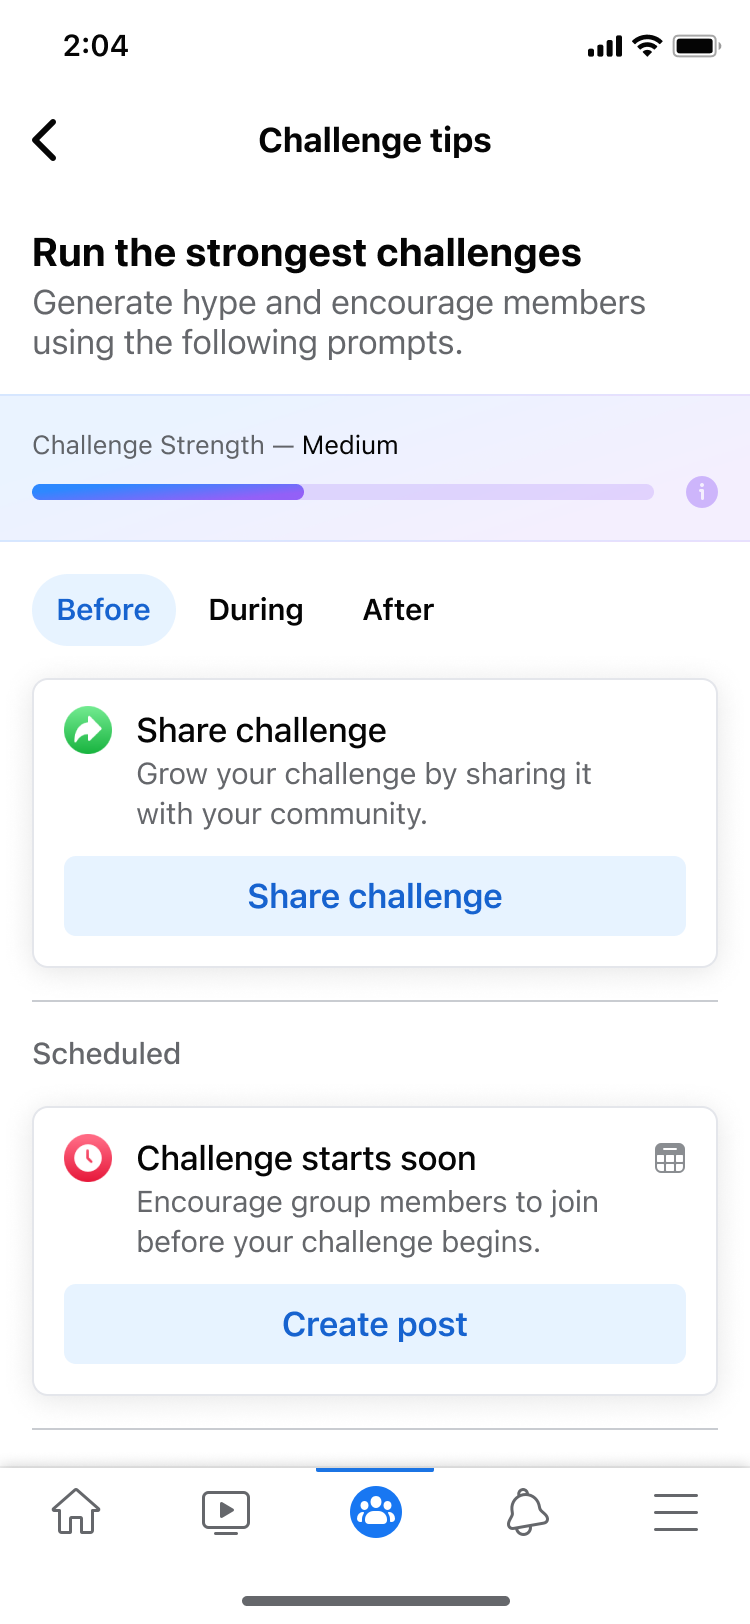 2:04
Challenge tips
Run the strongest challenges
Generate hype and encourage members
using the following prompts.
Challenge Strength — Medium
Before
During
After
Share challenge
Grow your challenge by sharing it
with your community.
Share challenge
Scheduled
Challenge starts soon
Encourage group members to join
before your challenge begins.
Create post